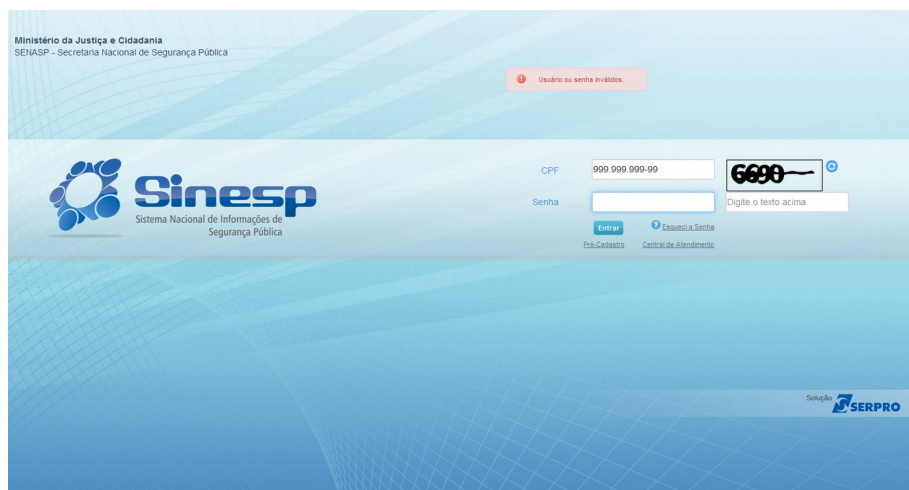 Ministério da Justiça e Cidadania
SENASP - Secretaria Nacional de Segurança Pública
Usuário ou senha inválidos.
Sinesp
Sistema Nacional de Informações de
Segurança Pública
CPF
999.999.999-99
6690
Senha
Digite o texto acima
Entrar
Esqueci a Senha
Pré-Cadastro
Central de Atendimento
Solução
SERPRO